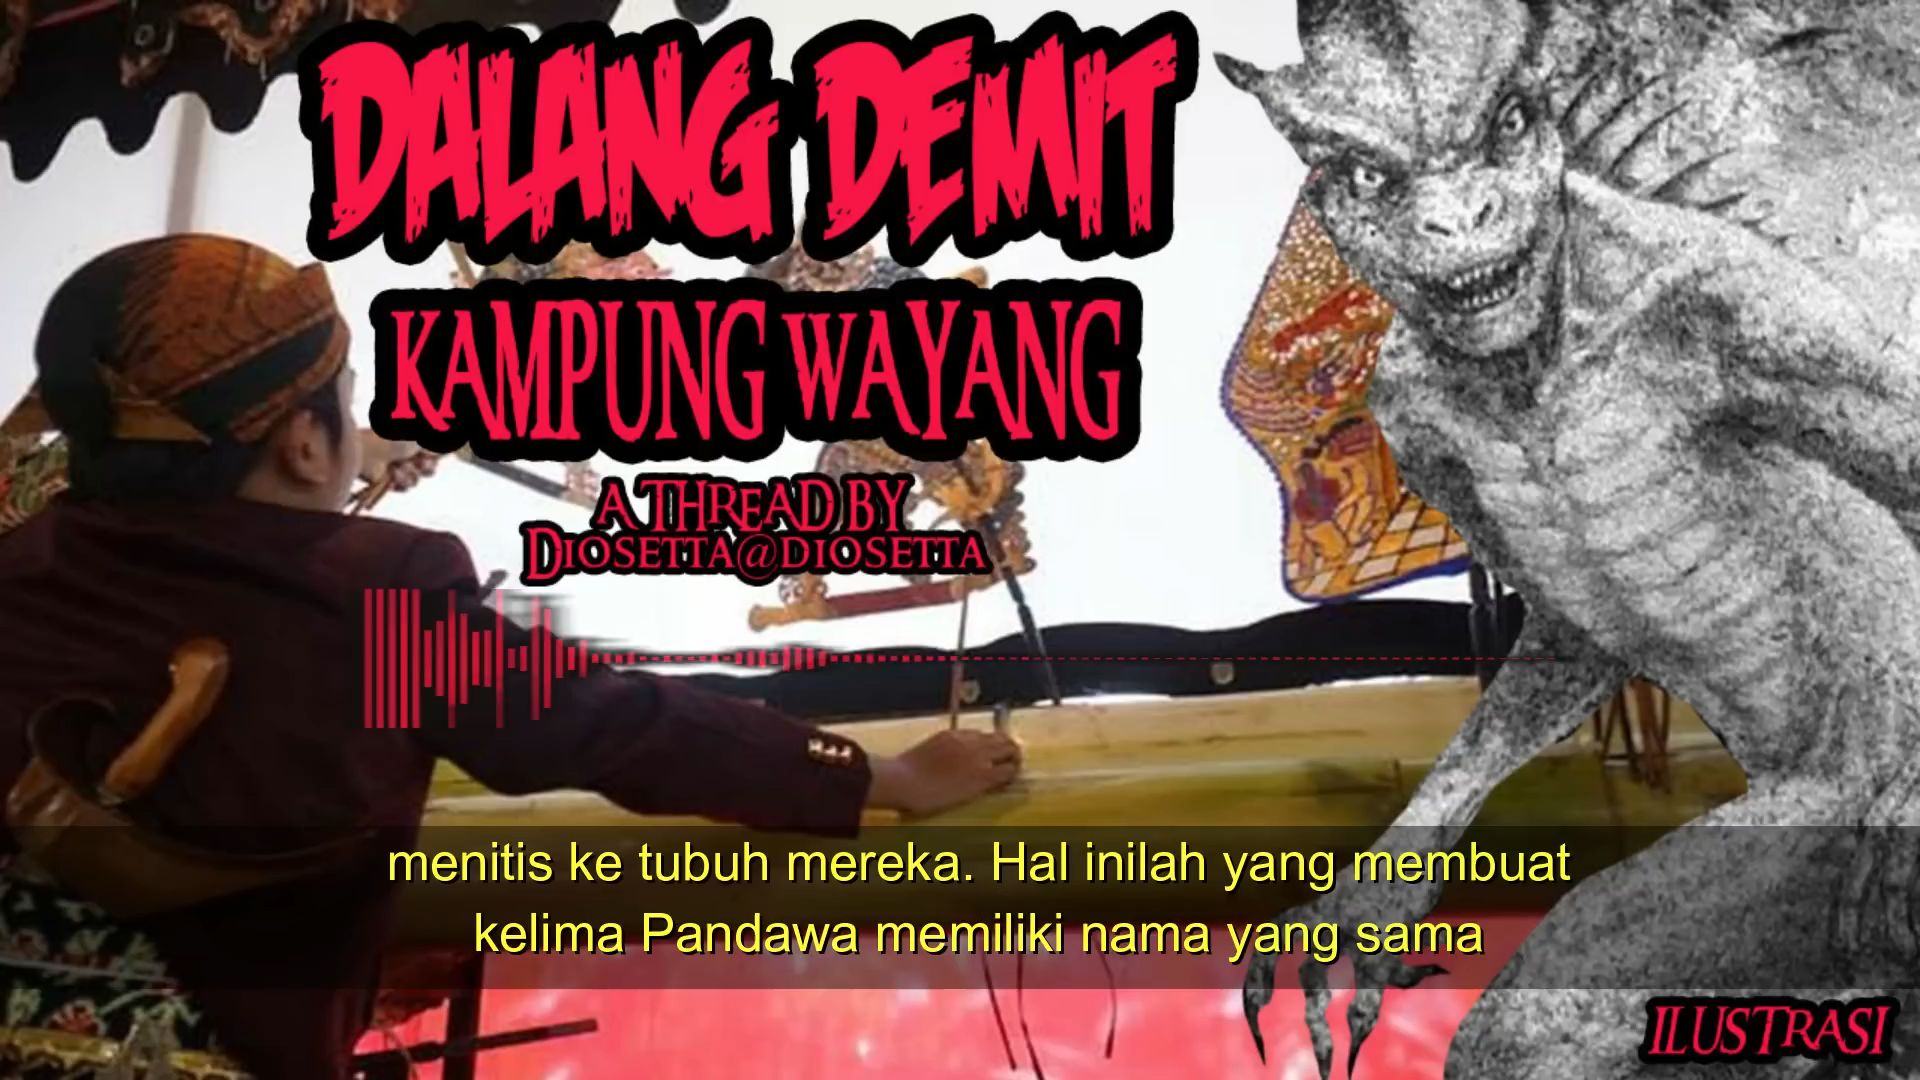 DALANG DEMIT
KAMPUNG WAYANG
A THREAD BY
DIOSETTA@DIOSETTA
menitis ke tubuh mereka. Hal inilah yang membuat
kelima Pandawa memiliki nama yang sama
ILUSTRASI